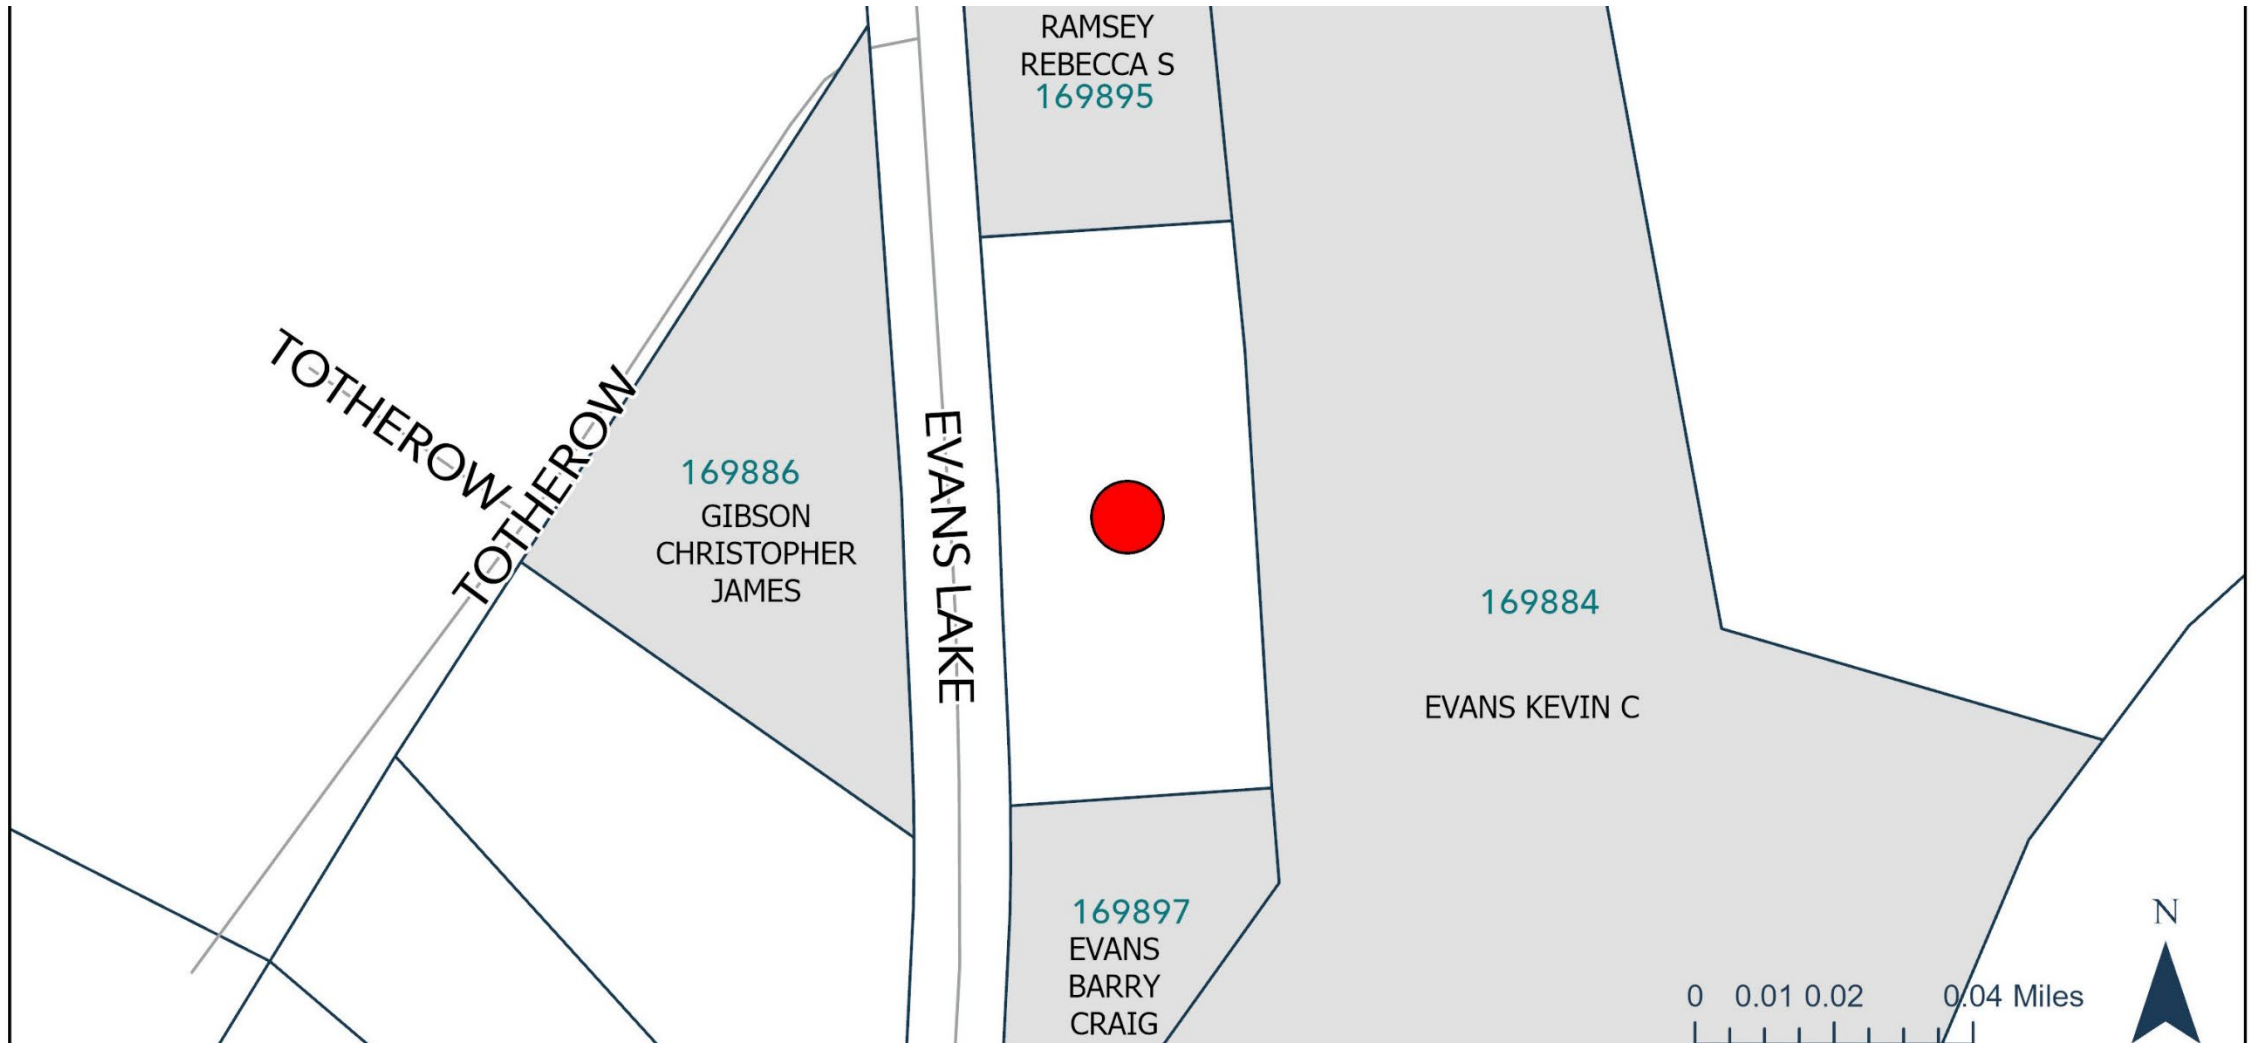 RAMSEY
REBECCA S
169895
TOTHEROW
TOTHEROW
EVANS LAKE
169886
GIBSON
CHRISTOPHER
JAMES
169884
EVANS KEVIN C
169897
EVANS
BARRY
CRAIG
N
0 0.01 0.02 0.04 Miles